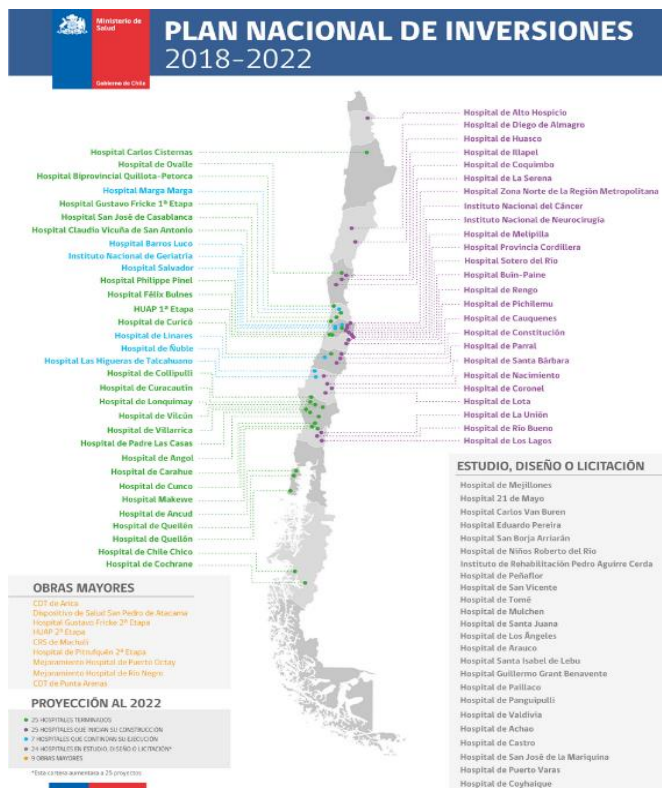 Ministerio de
Salud
Gobierno de Chile
PLAN NACIONAL DE INVERSIONES
2018-2022
Hospital Carlos Cisternas
Hospital de Ovalle
Hospital Biprovincial Quillota-Petorca
Hospital Marga Marga
Hospital Gustavo Fricke 1ª Etapa
Hospital San José de Casablanca
Hospital Claudio Vicuña de San Antonio
Hospital Barros Luco
Instituto Nacional de Geriatría
Hospital Salvador
Hospital Philippe Pinel
Hospital Félix Bulnes
HUAP 1ª Etapa
Hospital de Curicó
Hospital de Linares
Hospital de Ñuble
Hospital Las Higueras de Talcahuano
Hospital de Collipulli
Hospital de Curacautín
Hospital de Lonquimay
Hospital de Vilcún
Hospital de Villarrica
Hospital de Padre Las Casas
Hospital de Angol
Hospital de Carahue
Hospital de Cunco
Hospital Makewe
Hospital de Ancud
Hospital de Queilén
Hospital de Quellón
Hospital de Chile Chico
Hospital de Cochrane
Hospital de Alto Hospicio
Hospital de Diego de Almagro
Hospital de Huasco
Hospital de Illapel
Hospital de Coquimbo
Hospital de La Serena
Hospital Zona Norte de la Región Metropolitana
Instituto Nacional del Cáncer
Instituto Nacional de Neurocirugia
Hospital de Melipilla
Hospital Provincia Cordillera
Hospital Sotero del Río
Hospital Buin-Paine
Hospital de Rengo
Hospital de Pichilemu
Hospital de Cauquenes
Hospital de Constitución
Hospital de Parral
Hospital de Santa Bárbara
Hospital de Nacimiento
Hospital de Coronel
Hospital de Lota
Hospital de La Unión
Hospital de Río Bueno
Hospital de Los Lagos
OBRAS MAYORES
CDT de Arica
Dispositivo de Salud San Pedro de Atacama
Hospital Gustavo Fricke 2ª Etapa
HUAP 2ª Etapa
CRS de Machalí
Hospital de Pitrufquén 2ª Etapa
Mejoramiento Hospital de Puerto Octay
Mejoramiento Hospital de Río Negro
CDT de Punta Arenas
PROYECCIÓN AL 2022
25 HOSPITALES TERMINADOS
25 HOSPITALES QUE INICIAN SU CONSTRUCCIÓN
7 HOSPITALES QUE CONTINÚAN SU EJECUCIÓN
24 HOSPITALES EN ESTUDIO, DISEÑO O LICITACIÓN*
9 OBRAS MAYORES
*Esta cartera aumentará a 25 proyectos
ESTUDIO, DISEÑO O LICITACIÓN
Hospital de Mejillones
Hospital 21 de Mayo
Hospital Carlos Van Buren
Hospital Eduardo Pereira
Hospital San Borja Arriarán
Hospital de Niños Roberto del Río
Instituto de Rehabilitación Pedro Aguirre Cerda
Hospital de Peñaflor
Hospital de San Vicente
Hospital de Tomé
Hospital de Mulchen
Hospital de Santa Juana
Hospital de Los Ángeles
Hospital de Arauco
Hospital Santa Isabel de Lebu
Hospital Guillermo Grant Benavente
Hospital de Paillaco
Hospital de Panguipulli
Hospital de Valdivia
Hospital de Achao
Hospital de Castro
Hospital de San José de la Mariquina
Hospital de Puerto Varas
Hospital de Coyhaique